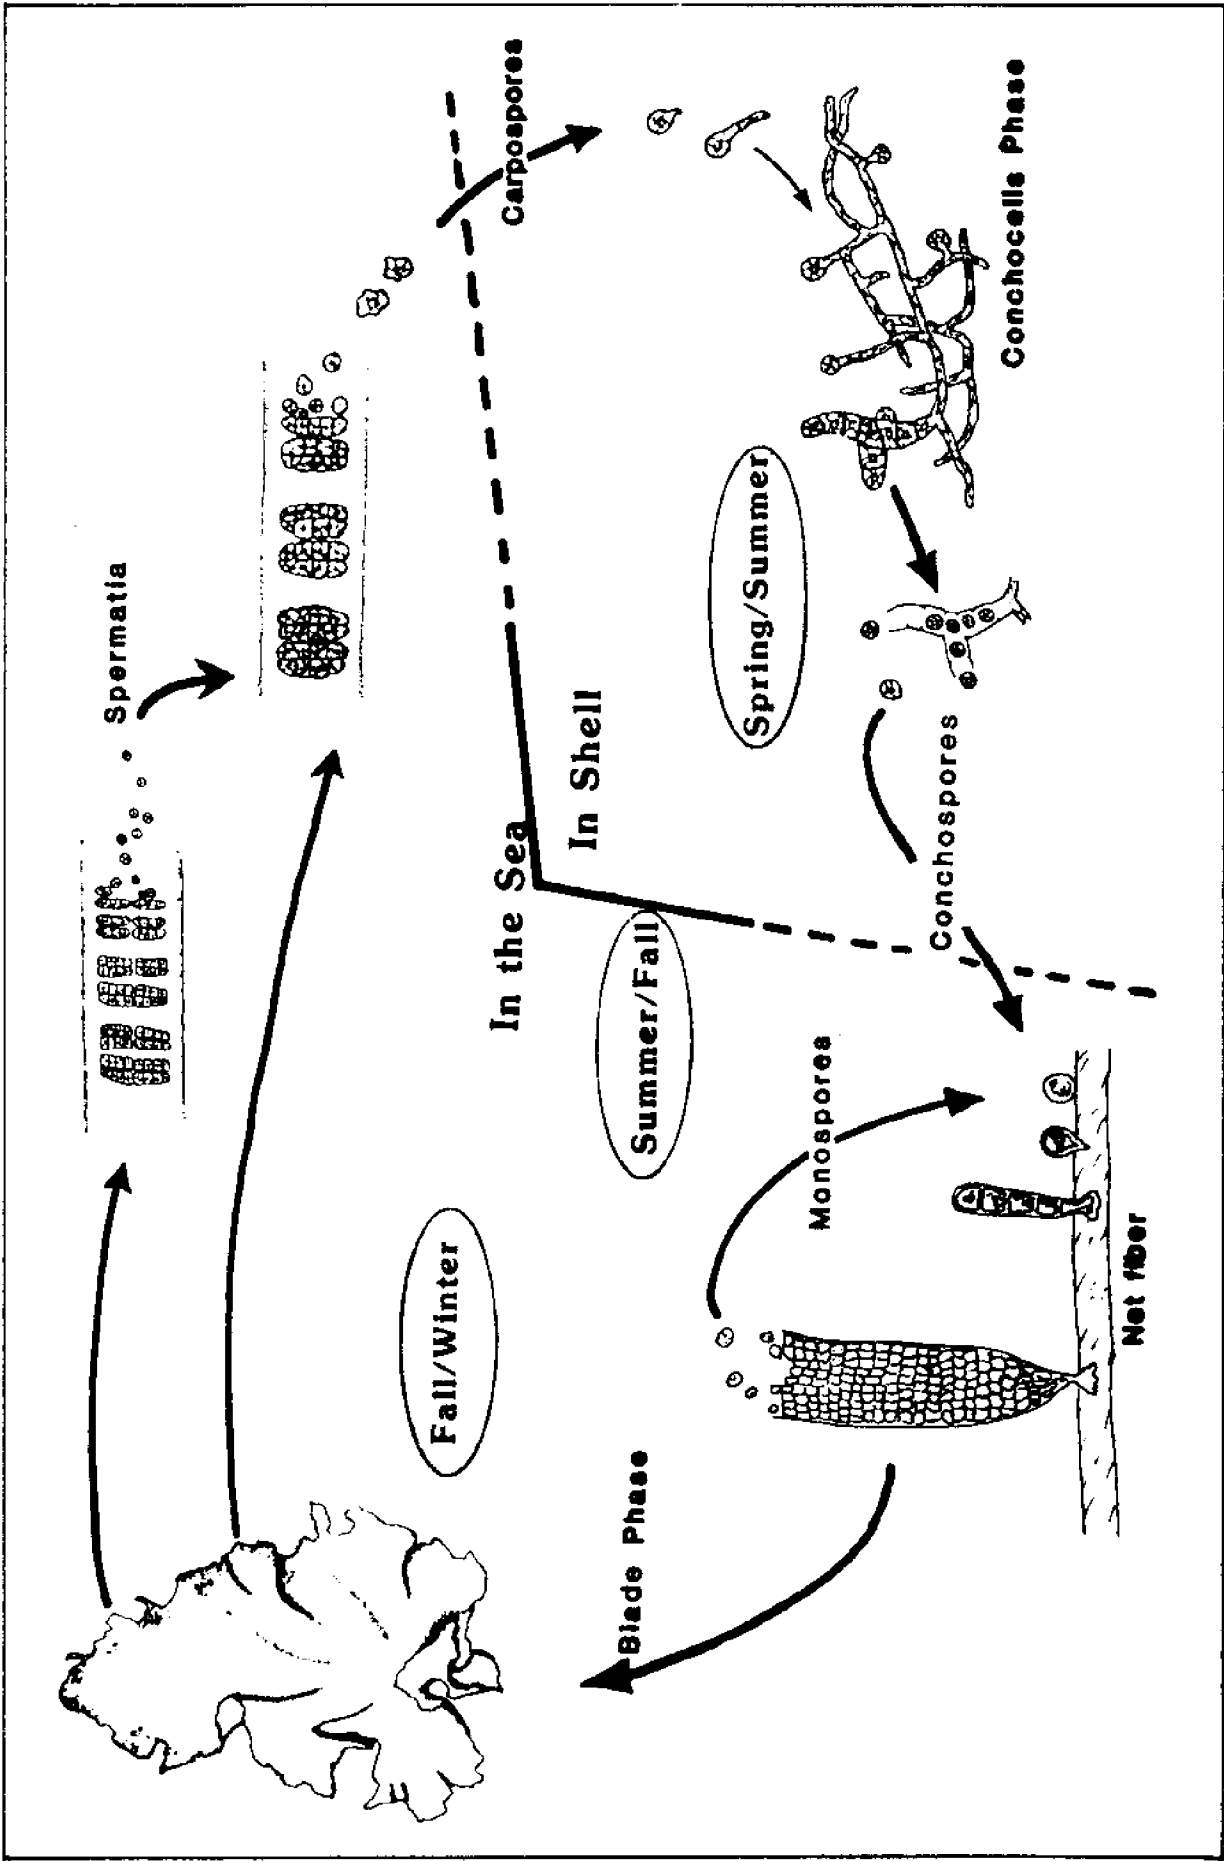 Spermatia
Carpospores
In the Sea
In Shell
Fall/Winter
Summer/Fall
Spring/Summer
Blade Phase
Monospores
Conchospores
Conchocelis Phase
Net fiber